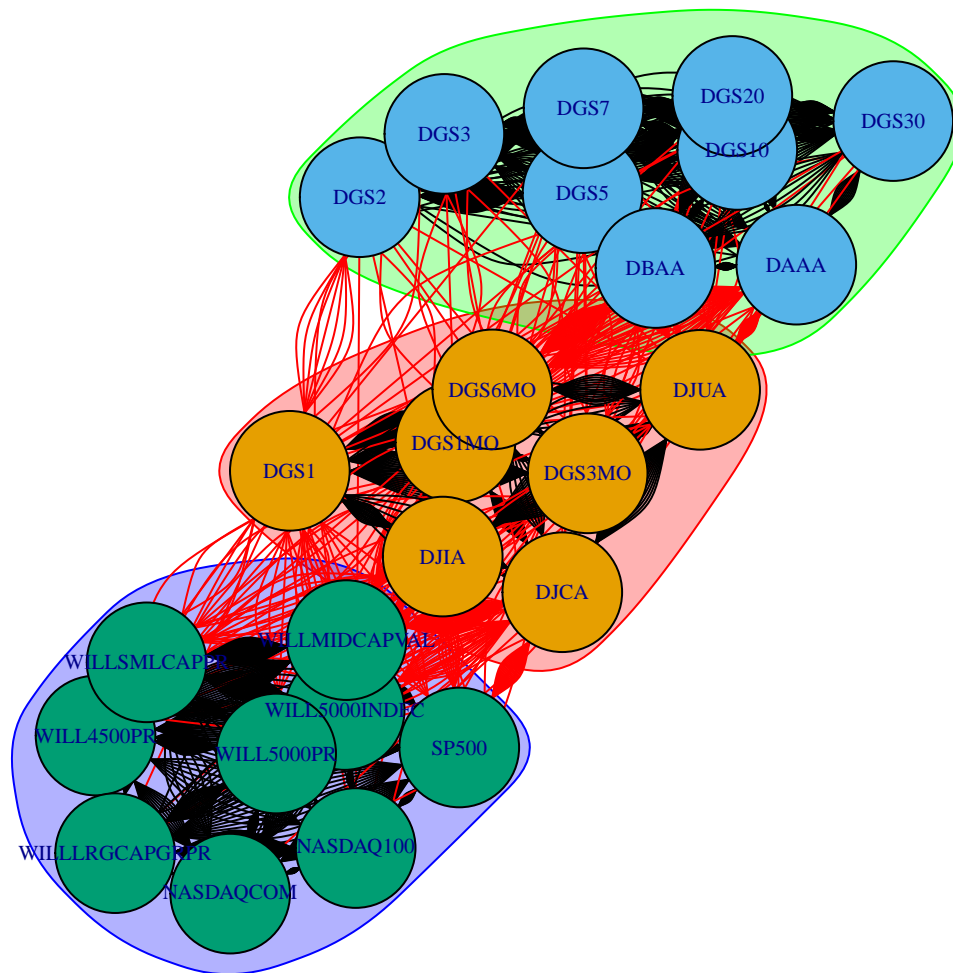 DGS20
DGS7
DGS30
DGS3
DGS10
DGS5
DGS2
DBAA
DAAA
DGS6MO
DJUA
DGS1MO
DGS1
DGS3MO
DJIA
DJCA
WILLMIDCAPVAL
WILLSMLCAPPR
WILL5000INDFC
WILL4500PR
WILL5000PR
SP500
NASDAQ100
NASDAQCOM